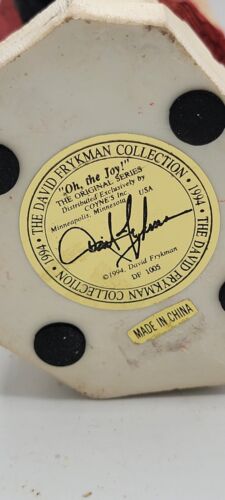 THE DAVID FRYKMAN COLLECTION · 1994 · THE DAVID FRYKMAN COLLECTION · 1994 ·
"Oh, the Joy!"
THE ORIGINAL SERIES
Distributed Exclusively by
COYNE'S Inc.
Minneapolis, Minnesota USA
David Frykman
©1994, David Frykman
DF 1005
MADE IN CHINA